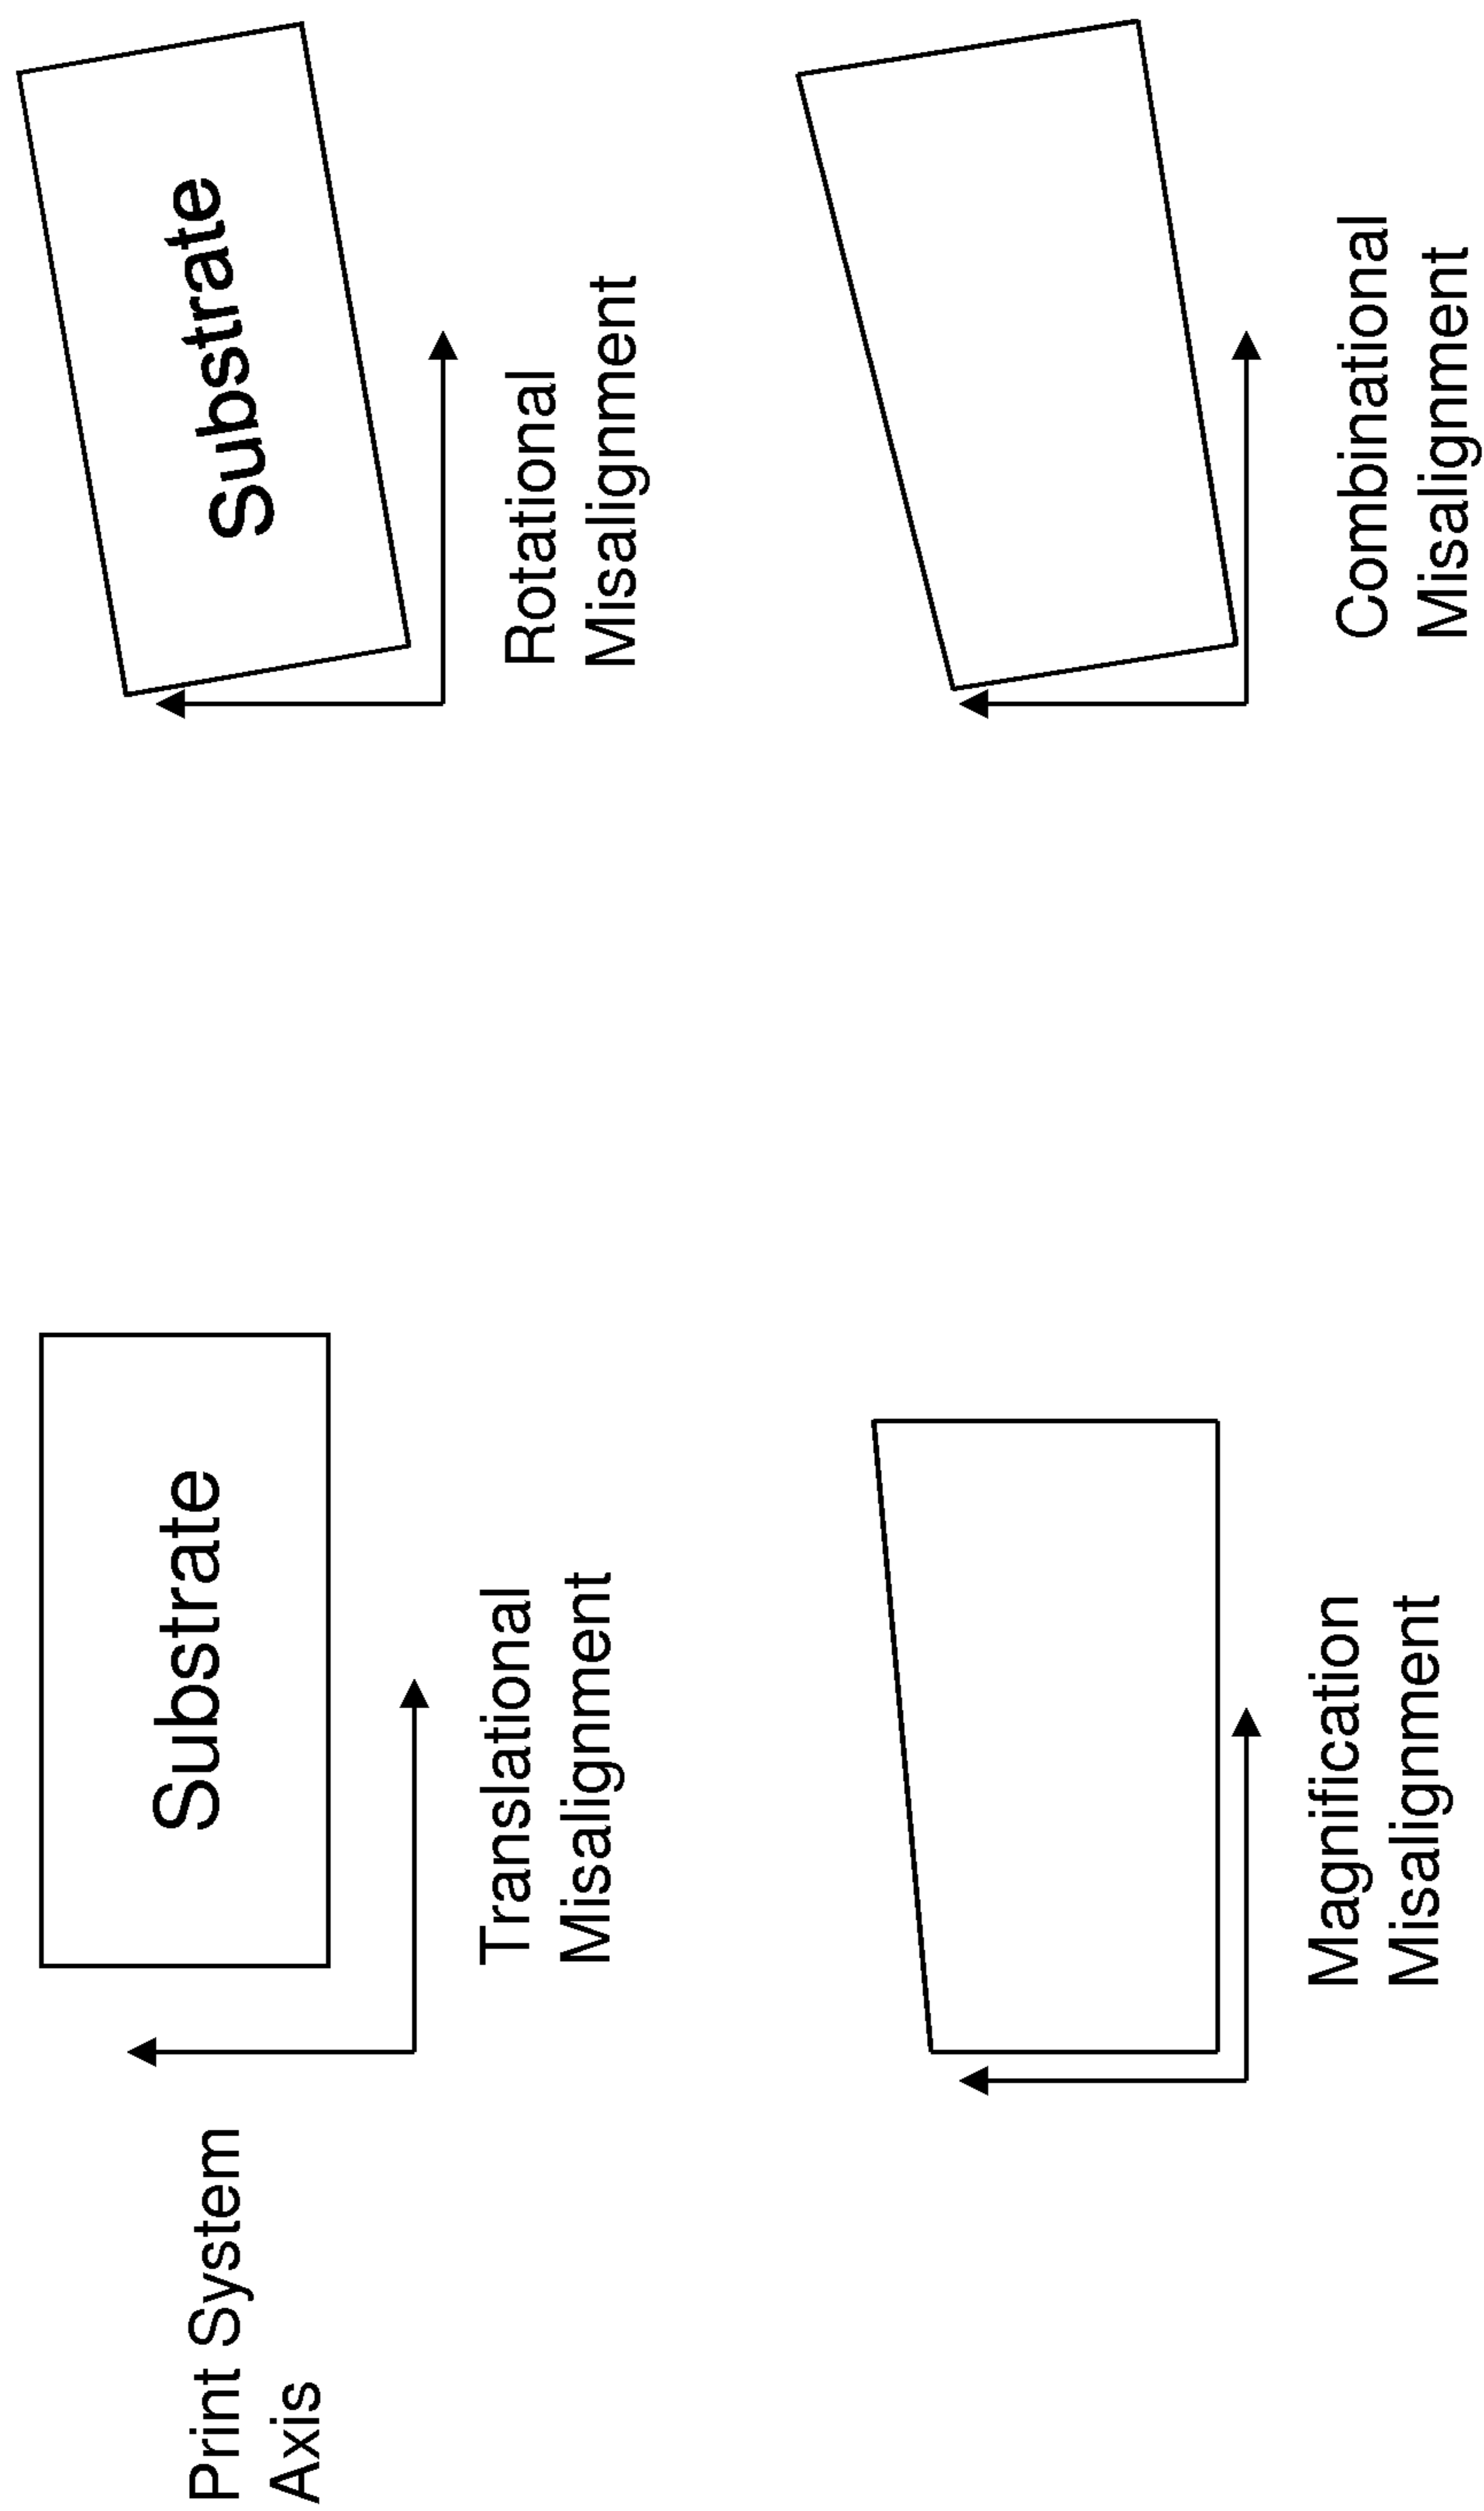 Print System
Axis
Substrate
Translational
Misalignment
Substrate
Rotational
Misalignment
Magnification
Misalignment
Combinational
Misalignment